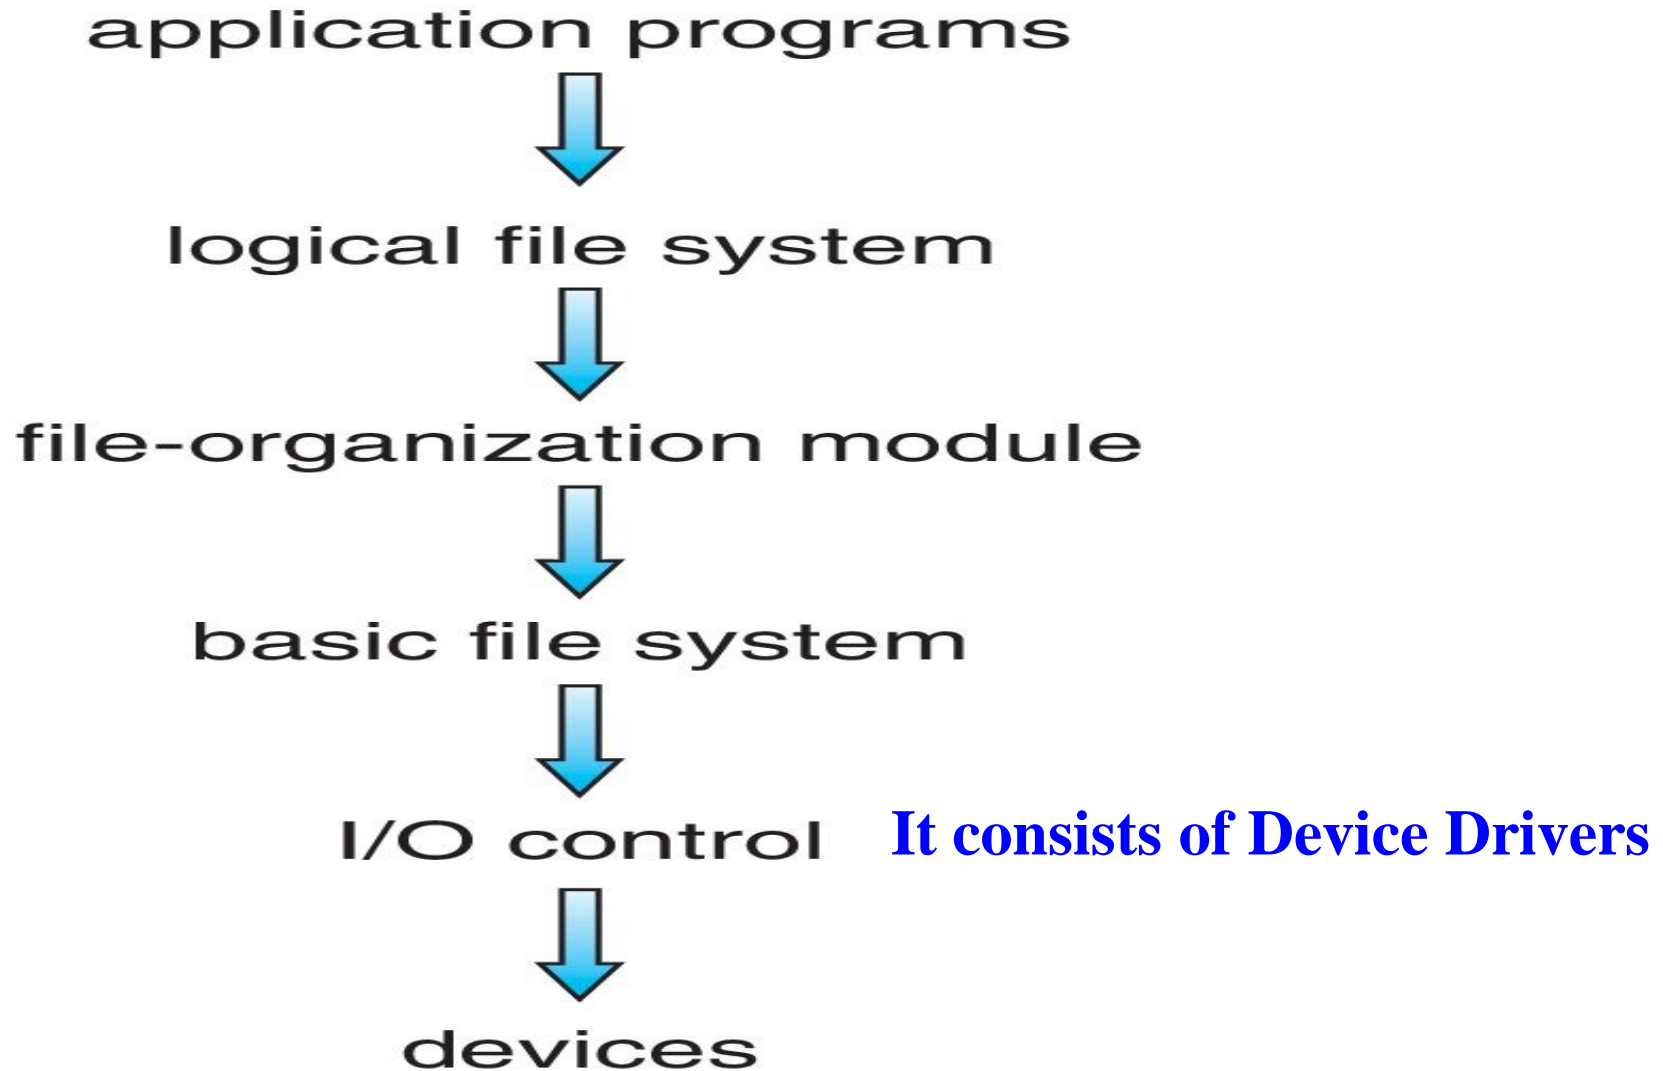 application programs
logical file system
file-organization module
basic file system
I/O control It consists of Device Drivers
devices